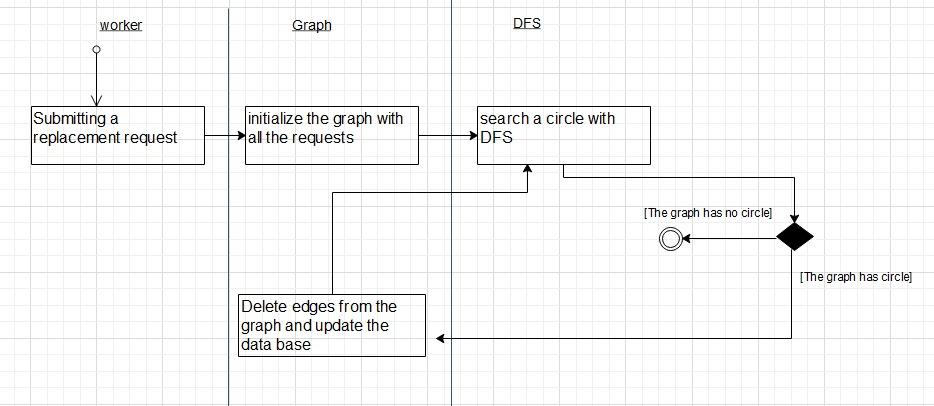 worker
Graph
DFS
Submitting a
replacement request
initialize the graph with
all the requests
search a circle with
DFS
[The graph has no circle]
[The graph has circle]
Delete edges from the
graph and update the
data base